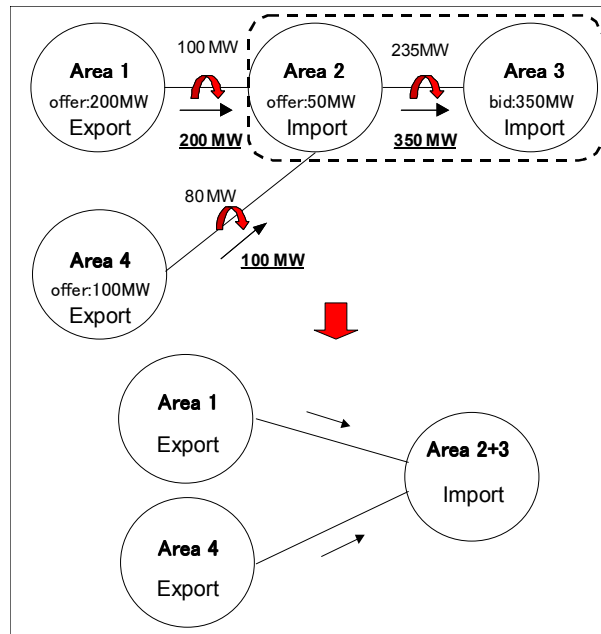 100 MW
235MW
Area 1
offer:200MW
Export
Area 2
offer:50MW
Import
Area 3
bid:350MW
Import
200 MW
350 MW
80 MW
100 MW
Area 4
offer:100MW
Export
Area 1
Export
Area 2+3
Import
Area 4
Export